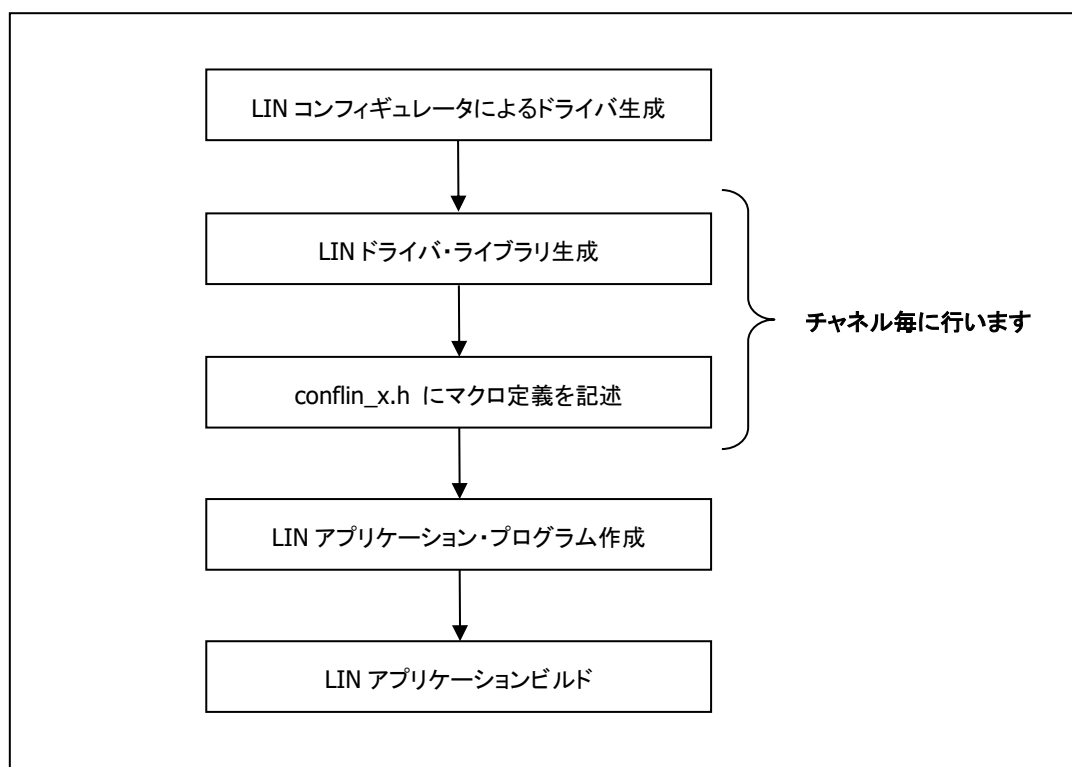 LIN コンフィギュレータによるドライバ生成
LIN ドライバ・ライブラリ生成
チャネル毎に行います
conflin_x.h にマクロ定義を記述
LIN アプリケーション・プログラム作成
LIN アプリケーションビルド